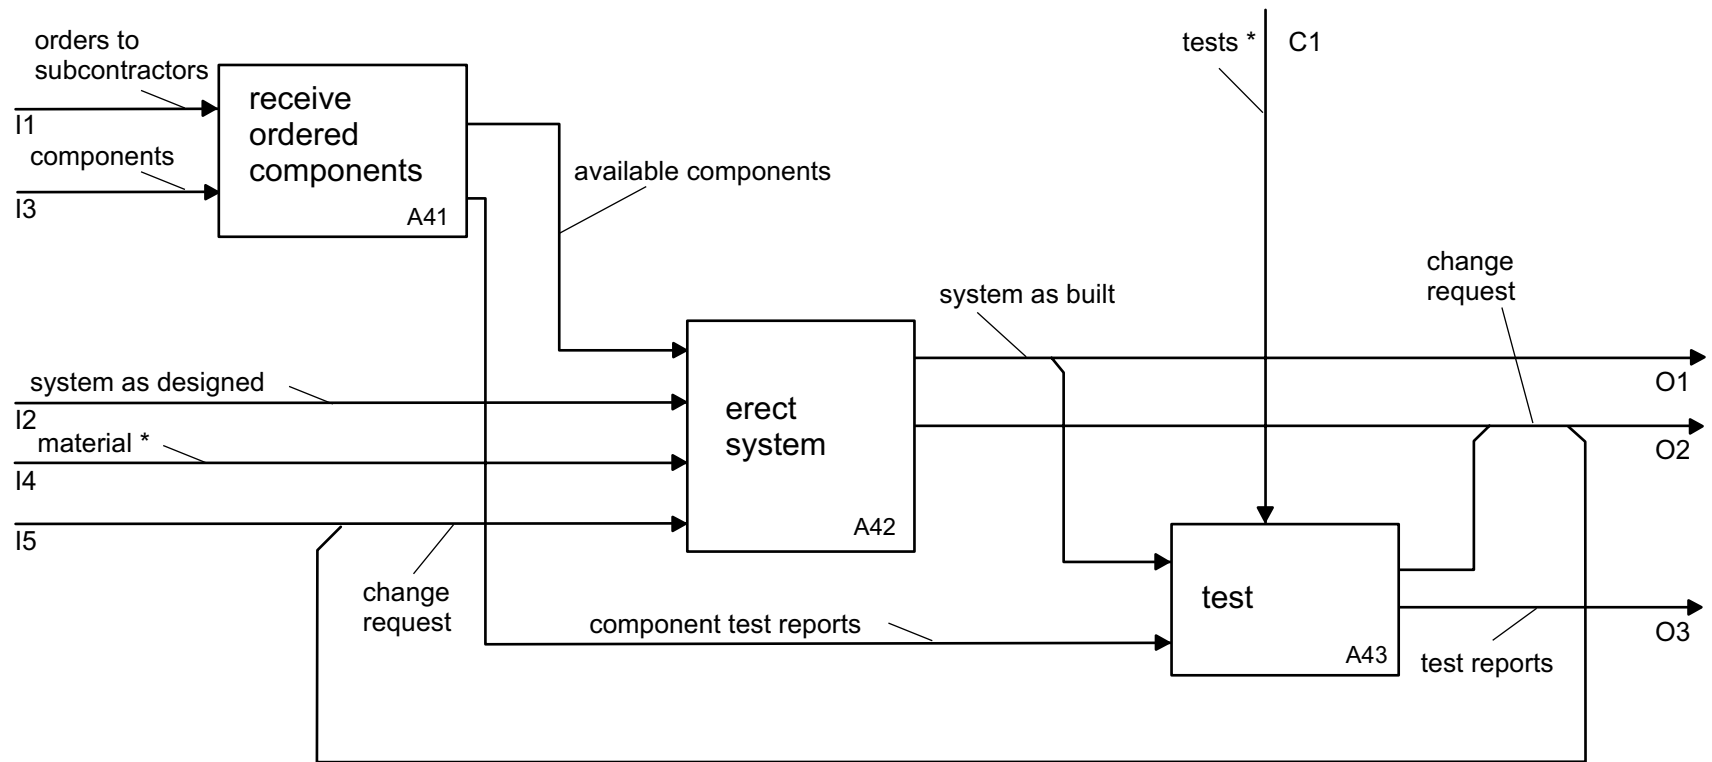 orders to
subcontractors
I1
components
I3
receive
ordered
components
A41
available components
tests *
C1
system as built
change
request
O1
O2
system as designed
I2
material *
I4
I5
erect
system
A42
change
request
component test reports
test
A43
O3
test reports